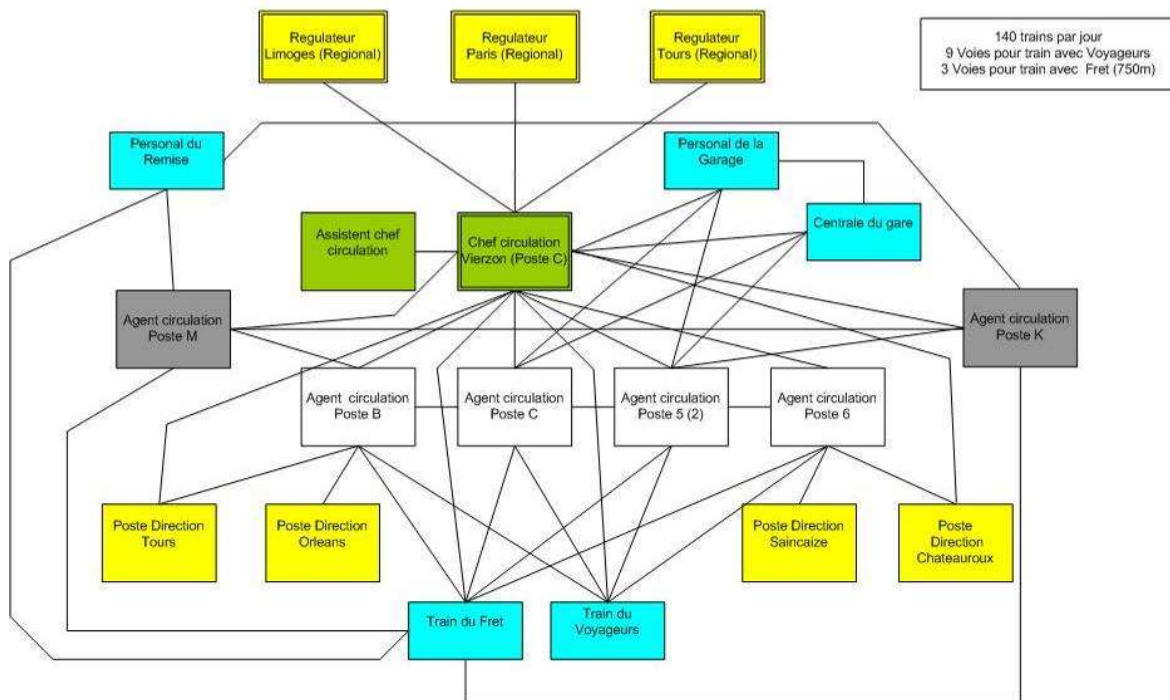 Regulateur
Limoges (Regional)
Regulateur
Paris (Regional)
Regulateur
Tours (Regional)
140 trains par jour
9 Voies pour train avec Voyageurs
3 Voies pour train avec Fret (750m)
Personal du
Remise
Personal de la
Garage
Assistent chef
circulation
Chef circulation
Vierzon (Poste C)
Centrale du gare
Agent circulation
Poste M
Agent circulation
Poste K
Agent circulation
Poste B
Agent circulation
Poste C
Agent circulation
Poste 5 (2)
Agent circulation
Poste 6
Poste Direction
Tours
Poste Direction
Orleans
Poste Direction
Saincaize
Poste
Direction
Chateauroux
Train du Fret
Train du
Voyageurs